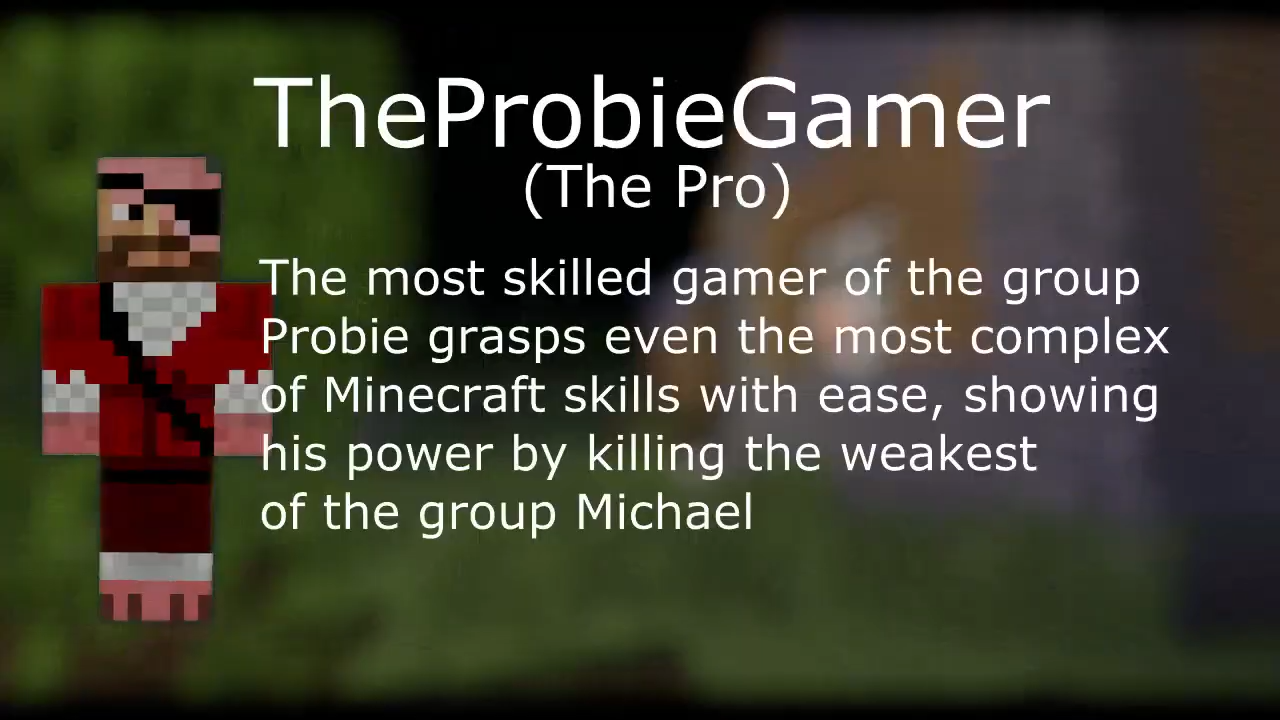 TheProbieGamer
(The Pro)
The most skilled gamer of the group
Probie grasps even the most complex
of Minecraft skills with ease, showing
his power by killing the weakest
of the group Michael